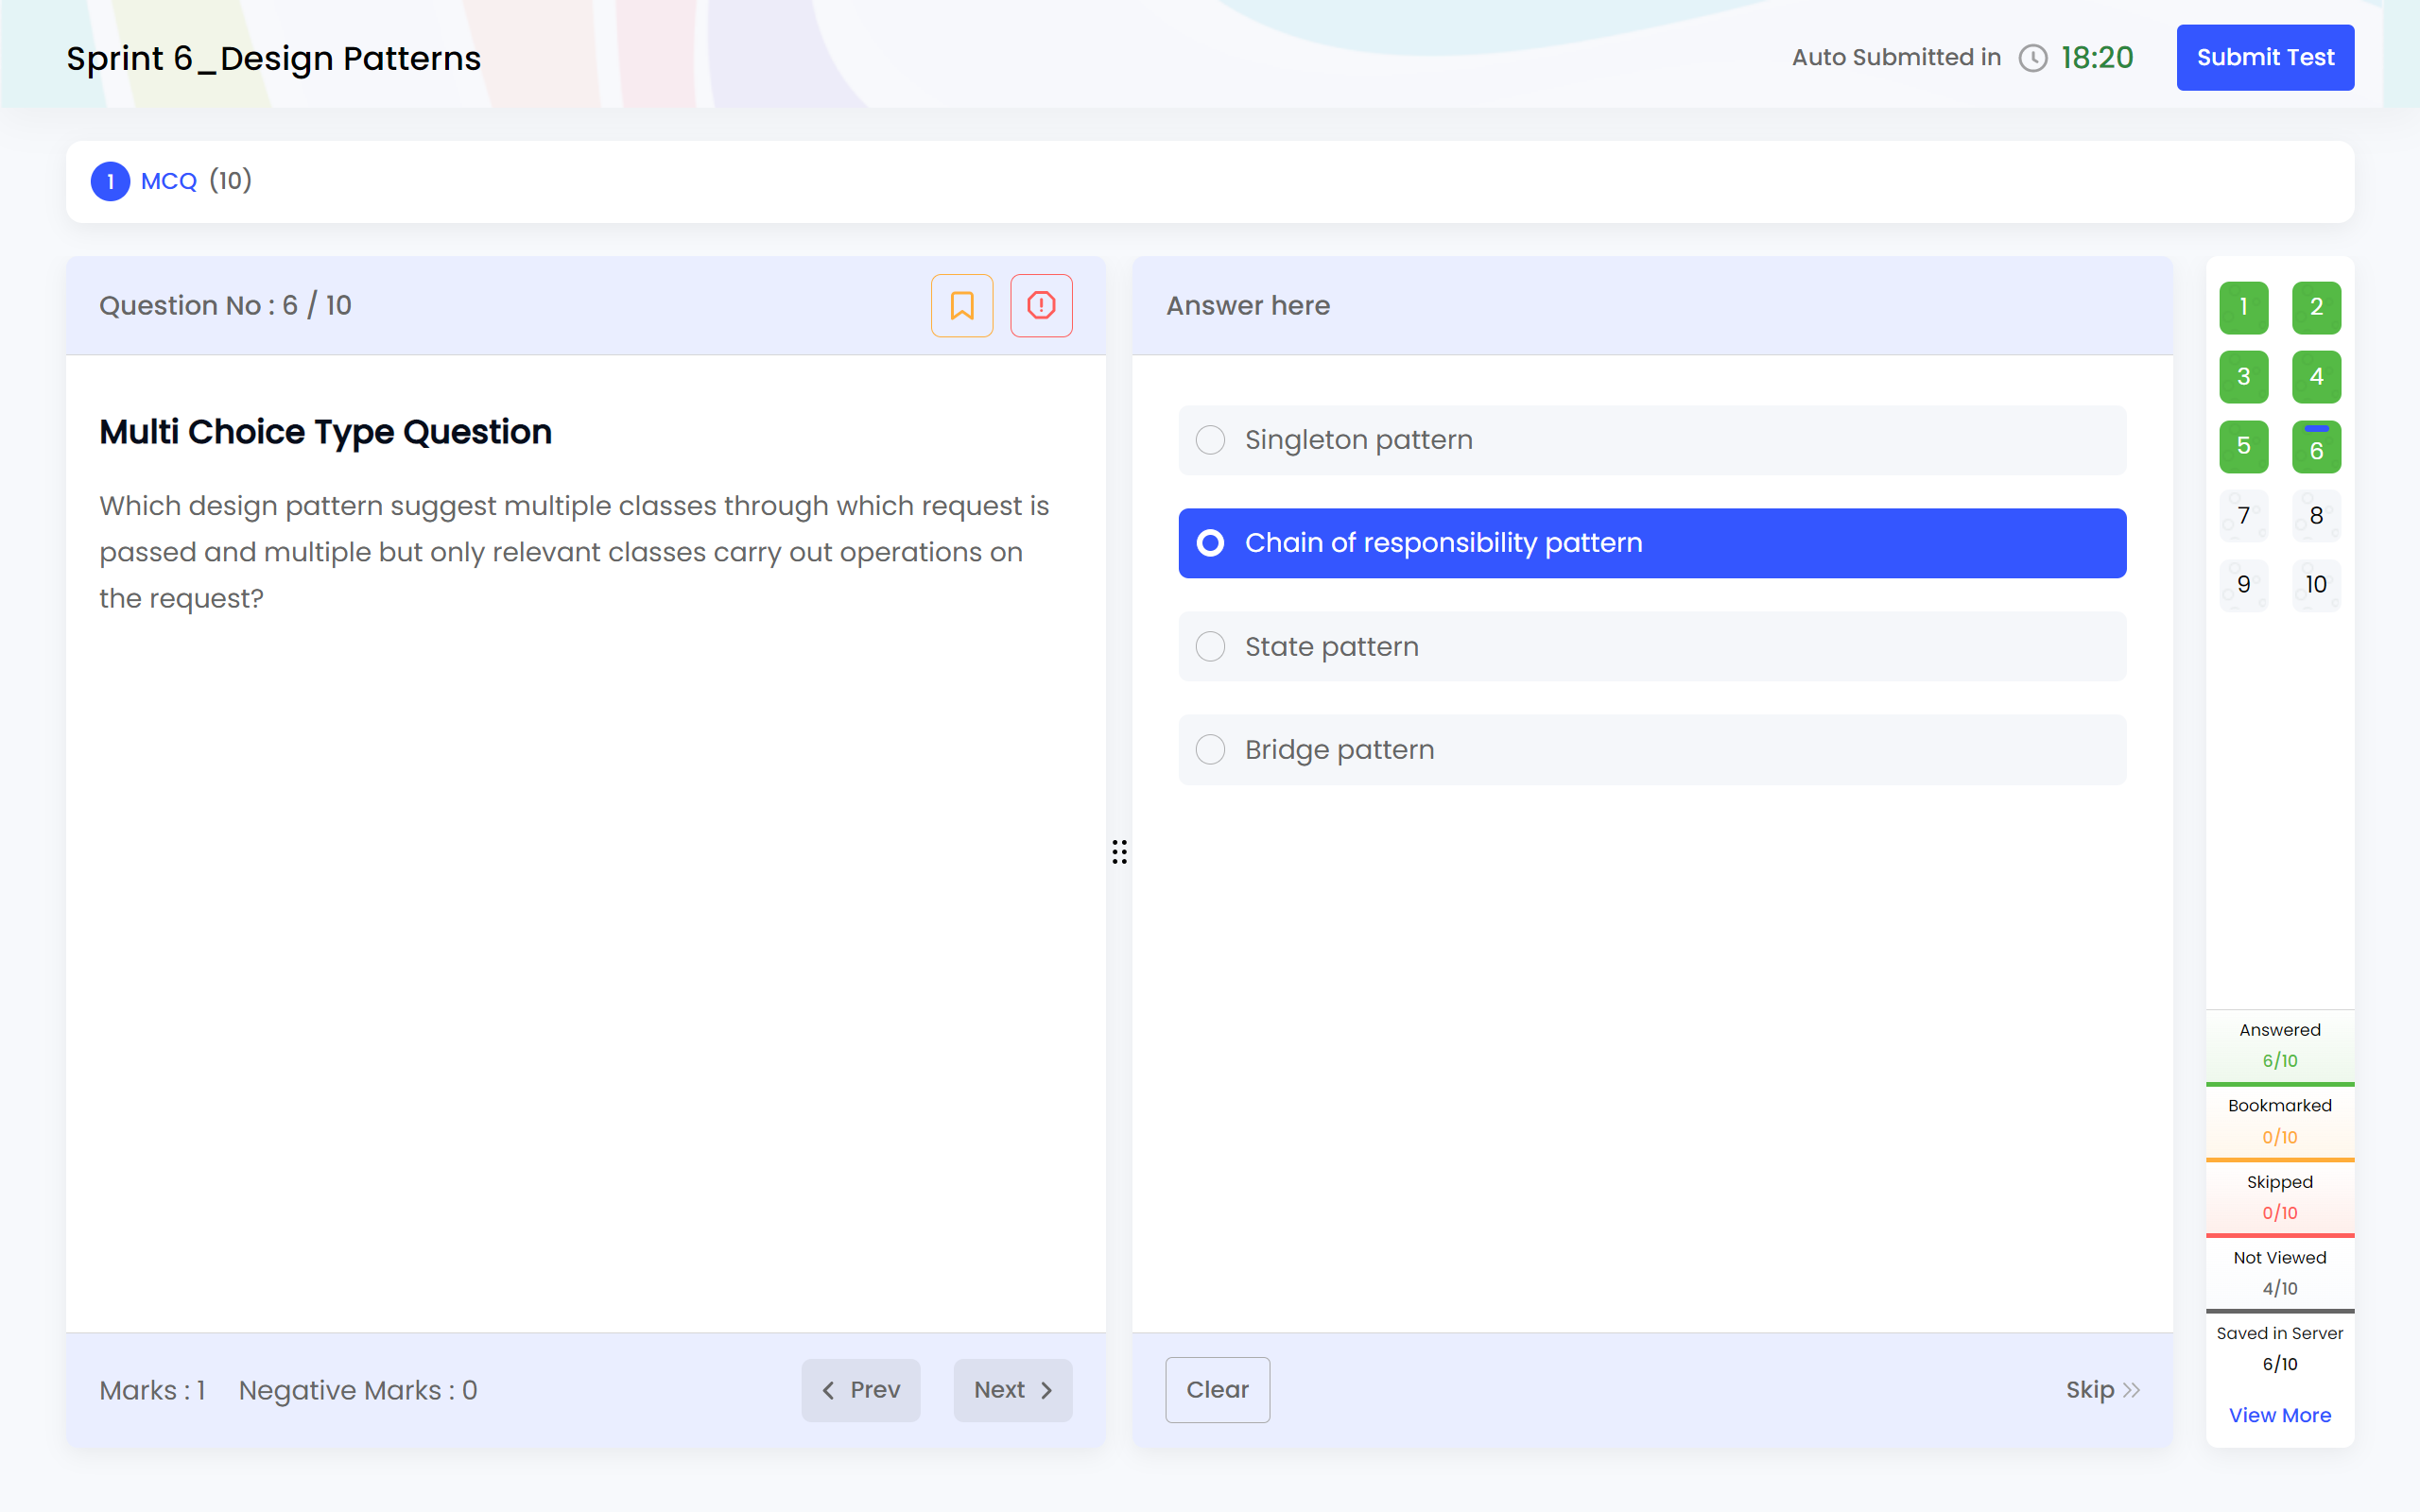 Sprint 6_Design Patterns
Auto Submitted in 18:20
Submit Test
1 MCQ (10)
Question No : 6 / 10
Multi Choice Type Question
Which design pattern suggest multiple classes through which request is
passed and multiple but only relevant classes carry out operations on
the request?
Marks : 1 Negative Marks : 0
Prev
Next
Answer here
Singleton pattern
Chain of responsibility pattern
State pattern
Bridge pattern
Clear
Skip
1 2
3 4
5 6
7 8
9 10
Answered
6/10
Bookmarked
0/10
Skipped
0/10
Not Viewed
4/10
Saved in Server
6/10
View More